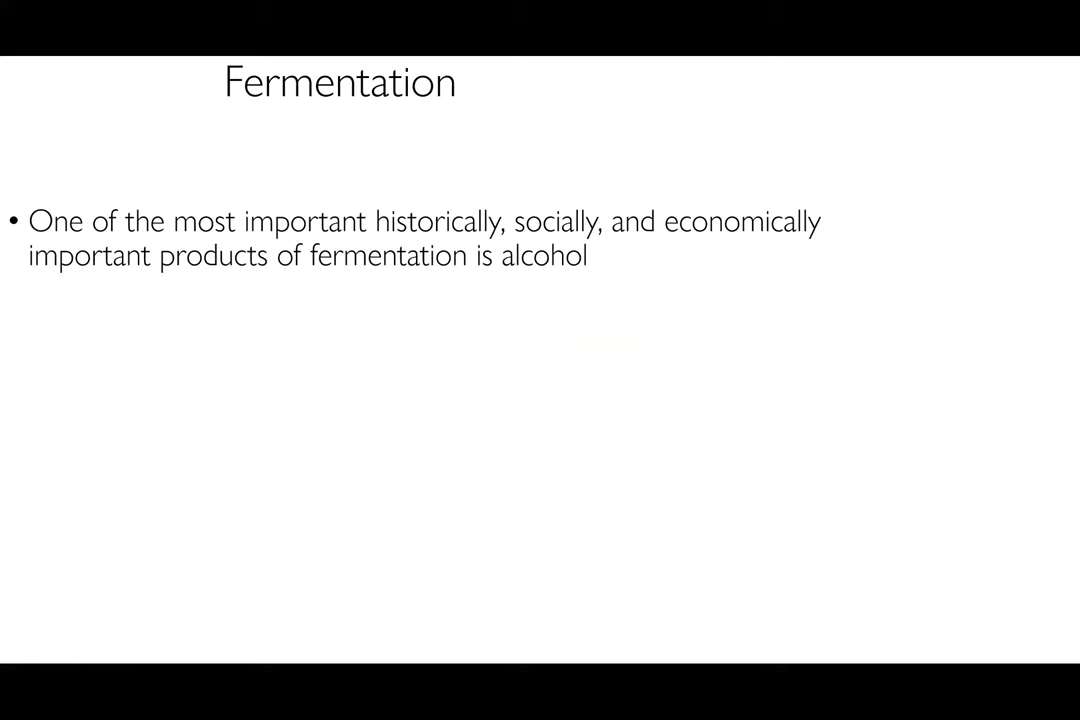 Fermentation
• One of the most important historically, socially, and economically
important products of fermentation is alcohol